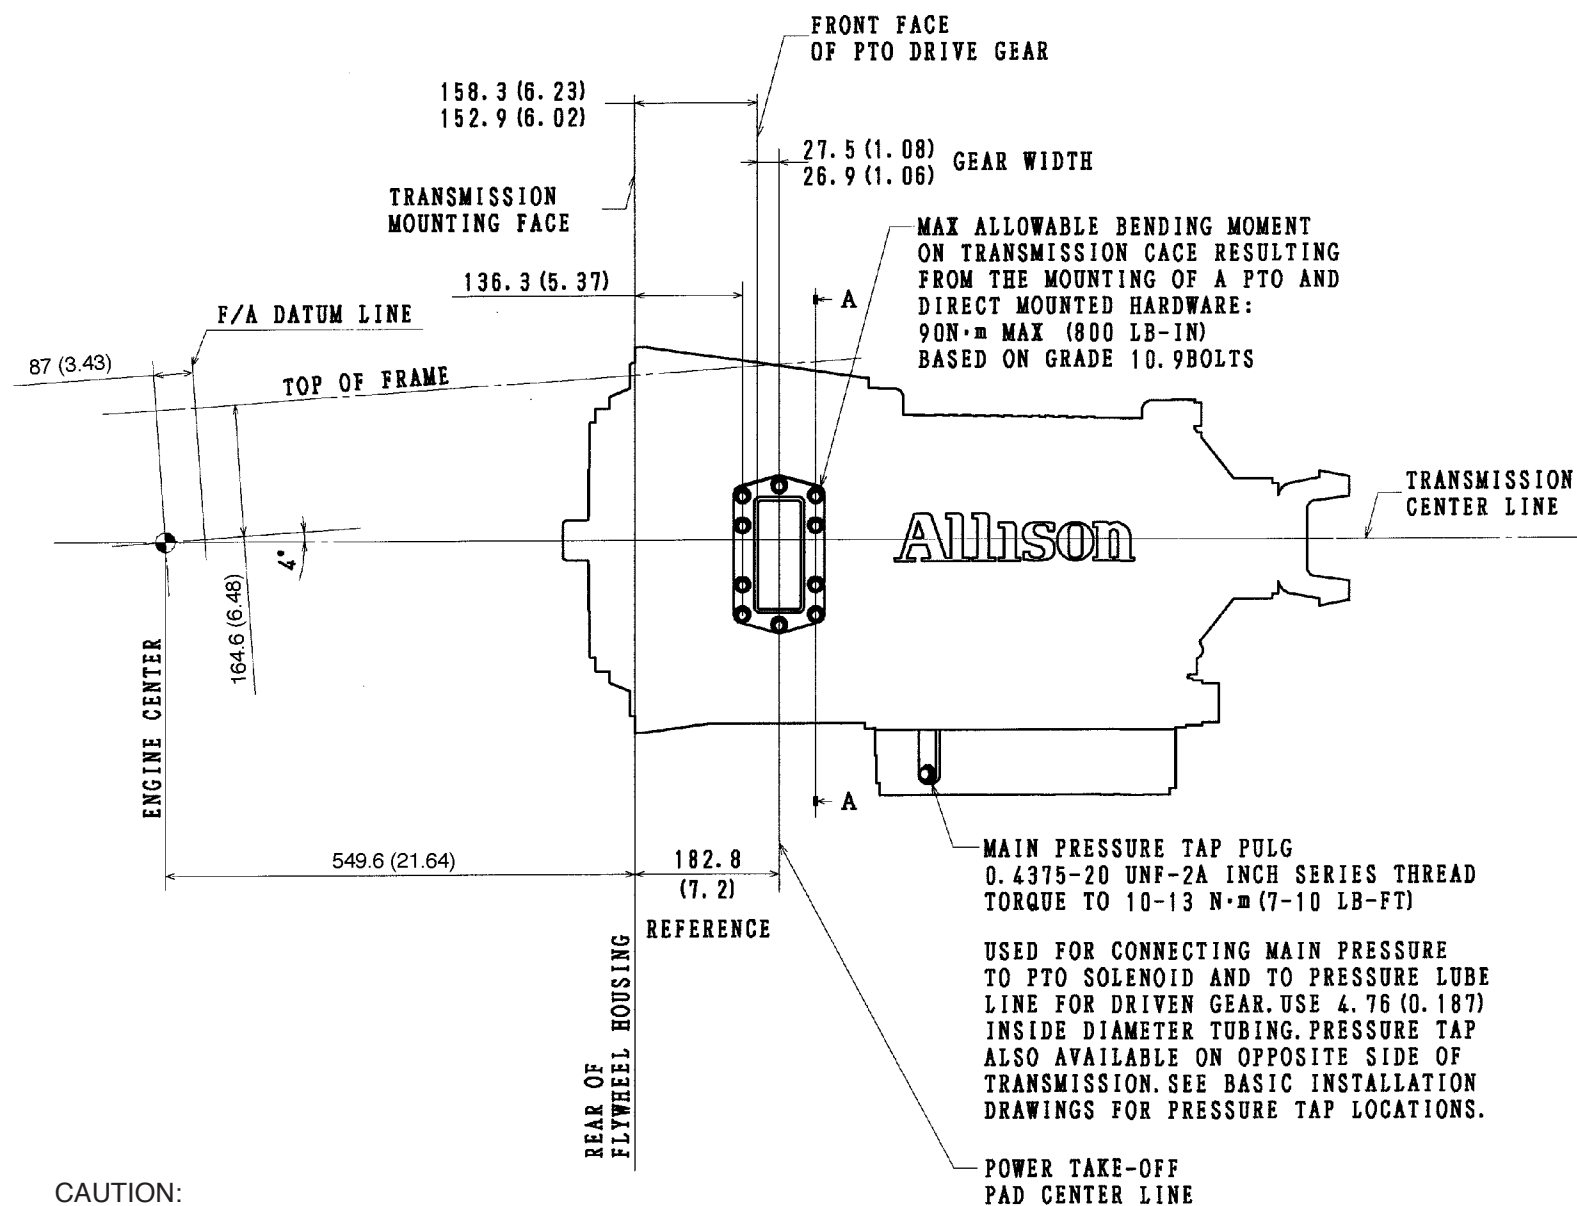 FRONT FACE
OF PTO DRIVE GEAR
158.3 (6.23)
152.9 (6.02)
27.5 (1.08)
26.9 (1.06)
GEAR WIDTH
TRANSMISSION
MOUNTING FACE
MAX ALLOWABLE BENDING MOMENT
ON TRANSMISSION CACE RESULTING
FROM THE MOUNTING OF A PTO AND
DIRECT MOUNTED HARDWARE:
90N·m MAX (800 LB-IN)
BASED ON GRADE 10.9BOLTS
136.3 (5.37)
A
F/A DATUM LINE
87 (3.43)
TOP OF FRAME
TRANSMISSION
CENTER LINE
Allison
4°
164.6 (6.48)
ENGINE CENTER
A
549.6 (21.64)
182.8
(7.2)
REFERENCE
REAR OF
FLYWHEEL HOUSING
MAIN PRESSURE TAP PULG
0.4375-20 UNF-2A INCH SERIES THREAD
TORQUE TO 10-13 N·m (7-10 LB-FT)
USED FOR CONNECTING MAIN PRESSURE
TO PTO SOLENOID AND TO PRESSURE LUBE
LINE FOR DRIVEN GEAR. USE 4.76 (0.187)
INSIDE DIAMETER TUBING. PRESSURE TAP
ALSO AVAILABLE ON OPPOSITE SIDE OF
TRANSMISSION. SEE BASIC INSTALLATION
DRAWINGS FOR PRESSURE TAP LOCATIONS.
POWER TAKE-OFF
PAD CENTER LINE
CAUTION: